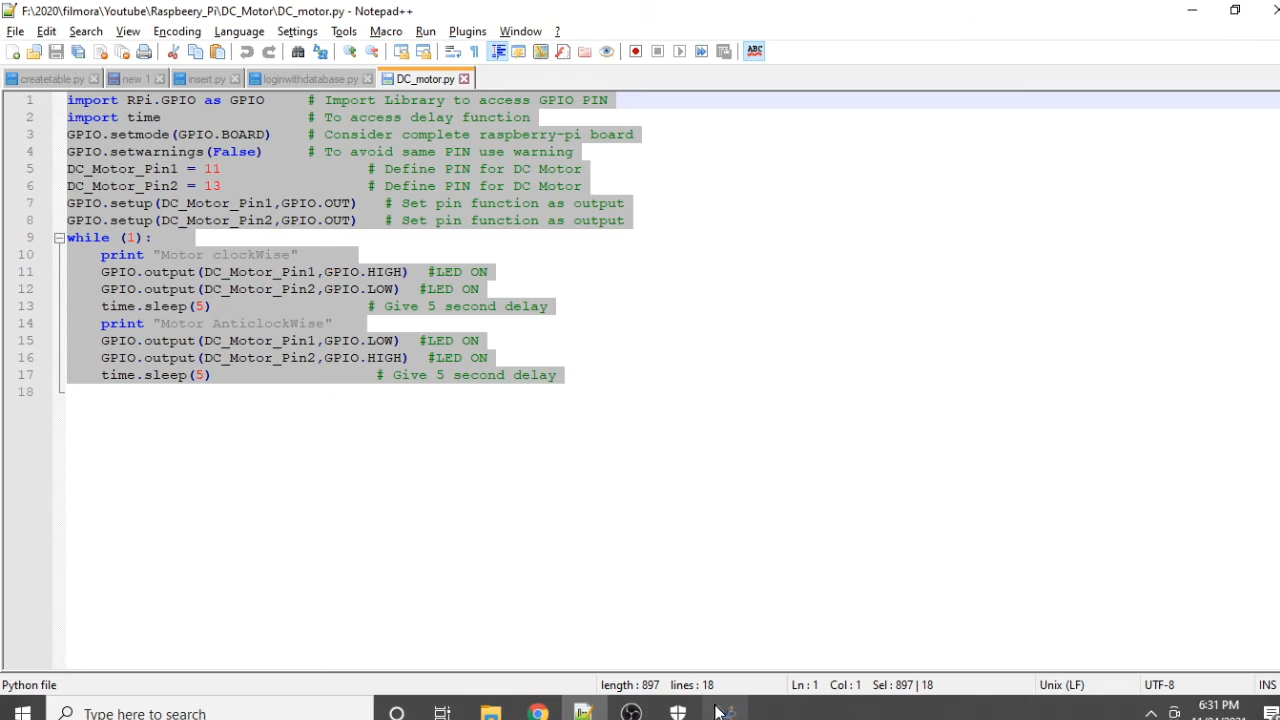 F:\2020\filmora\Youtube\Raspbeery_Pi\DC_Motor\DC_motor.py - Notepad++
File Edit Search View Encoding Language Settings Tools Macro Run Plugins Window ?
ABC
createtable.py new 1 insert.py loginwithdatabase.py DC_motor.py
1 import RPi.GPIO as GPIO # Import Library to access GPIO PIN
2 import time # To access delay function
3 GPIO.setmode(GPIO.BOARD) # Consider complete raspberry-pi board
4 GPIO.setwarnings(False) # To avoid same PIN use warning
5 DC_Motor_Pin1 = 11 # Define PIN for DC Motor
6 DC_Motor_Pin2 = 13 # Define PIN for DC Motor
7 GPIO.setup(DC_Motor_Pin1,GPIO.OUT) # Set pin function as output
8 GPIO.setup(DC_Motor_Pin2,GPIO.OUT) # Set pin function as output
9 while (1):
10 print "Motor clockWise"
11 GPIO.output(DC_Motor_Pin1,GPIO.HIGH) #LED ON
12 GPIO.output(DC_Motor_Pin2,GPIO.LOW) #LED ON
13 time.sleep(5) # Give 5 second delay
14 print "Motor AnticlockWise"
15 GPIO.output(DC_Motor_Pin1,GPIO.LOW) #LED ON
16 GPIO.output(DC_Motor_Pin2,GPIO.HIGH) #LED ON
17 time.sleep(5) # Give 5 second delay
18
Python file length : 897 lines : 18 Ln : 1 Col : 1 Sel : 897 | 18 Unix (LF) UTF-8 INS
Type here to search 6:31 PM